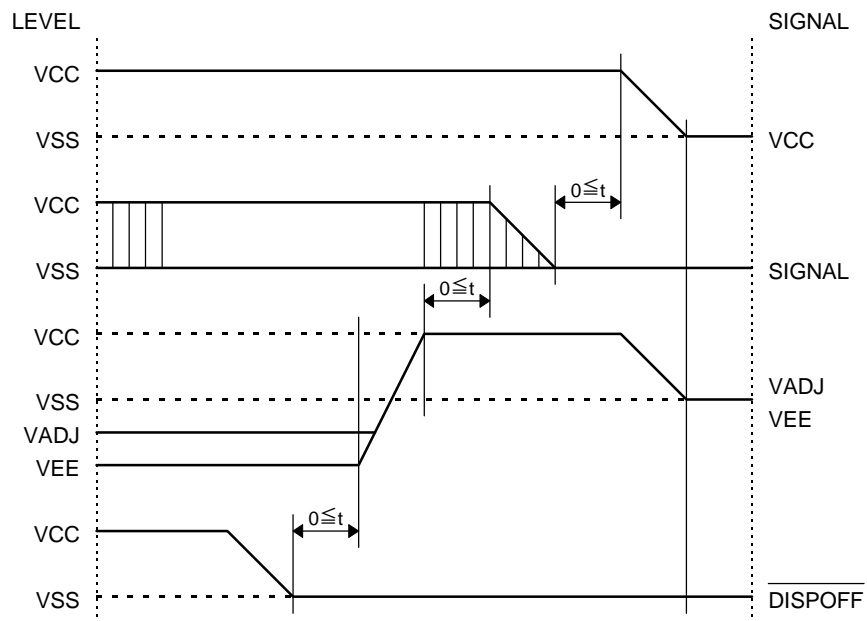 LEVEL SIGNAL
VCC
VSS VCC
0≦t
VCC
VSS SIGNAL
0≦t
VCC
VSS VADJ
VEE
VADJ
VEE
0≦t
VCC
VSS DISPOFF